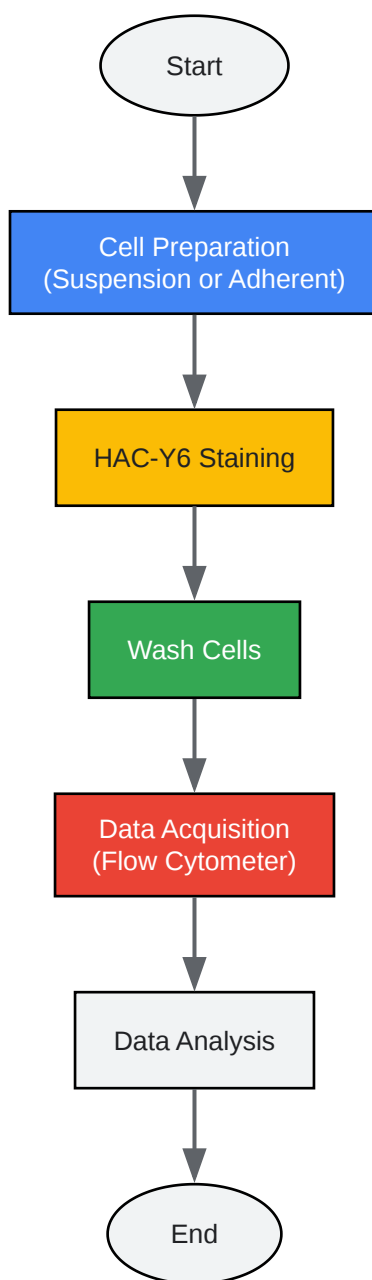 Start
Cell Preparation
(Suspension or Adherent)
HAC-Y6 Staining
Wash Cells
Data Acquisition
(Flow Cytometer)
Data Analysis
End